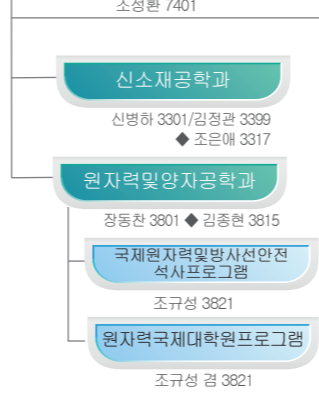 조성환 7401
신소재공학과
신병하 3301/김정관 3399
◆ 조은애 3317
원자력및양자공학과
장동찬 3801 ◆ 김종현 3815
국제원자력및방사선안전
석사프로그램
조규성 3821
원자력국제대학원프로그램
조규성 겸 3821